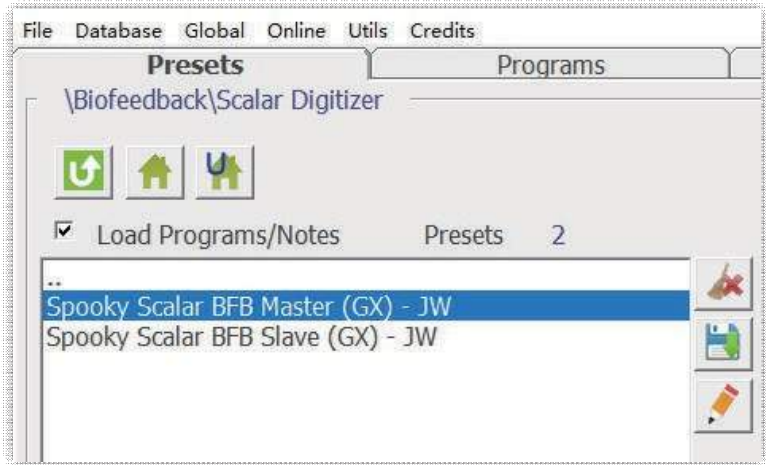 File Database Global Online Utils Credits
Presets Programs
\Biofeedback\Scalar Digitizer
U
Load Programs/Notes Presets 2
..
Spooky Scalar BFB Master (GX) - JW
Spooky Scalar BFB Slave (GX) - JW